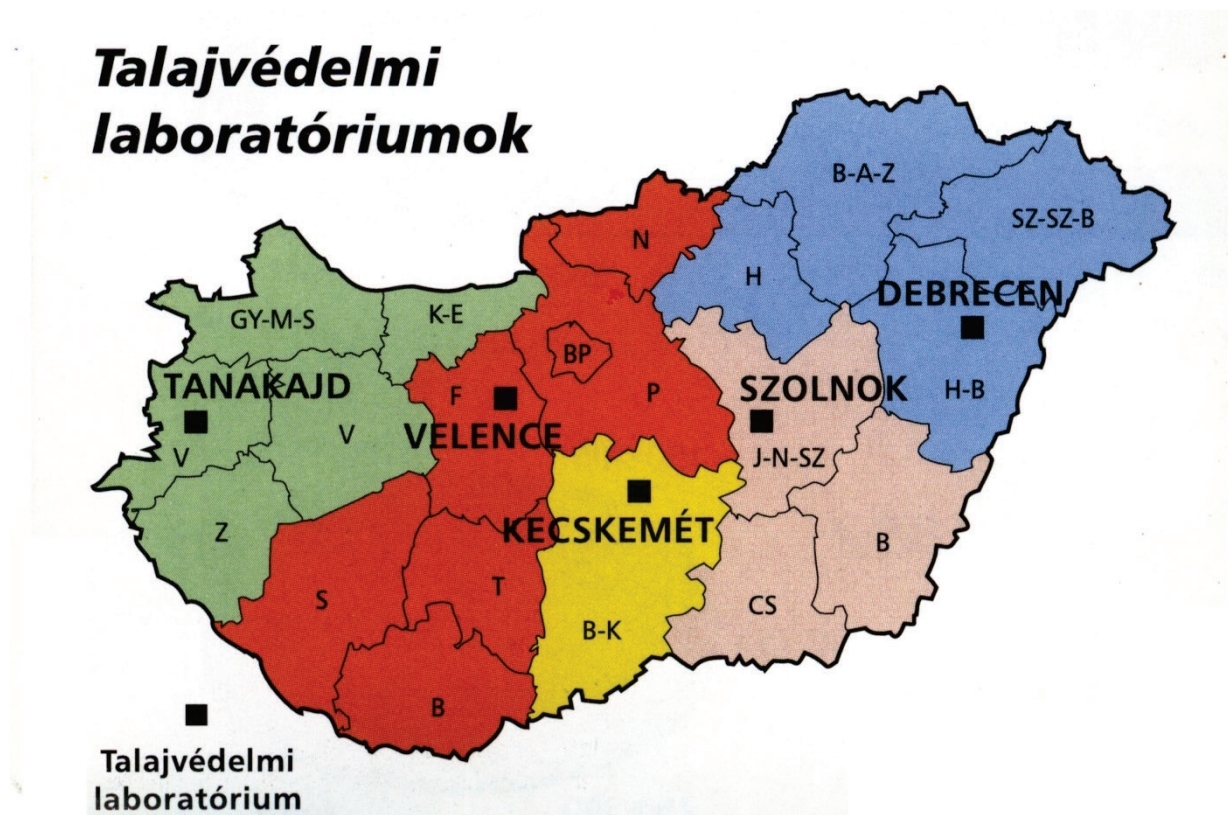 Talajvédelmi
laboratóriumok
B-A-Z
SZ-SZ-B
N
H
DEBRECEN
GY-M-S
K-E
BP
TANAKAJD
F
P
SZOLNOK
H-B
V
V
VELENCE
J-N-SZ
Z
KECSKEMÉT
B
S
T
B-K
CS
B
Talajvédelmi
laboratórium